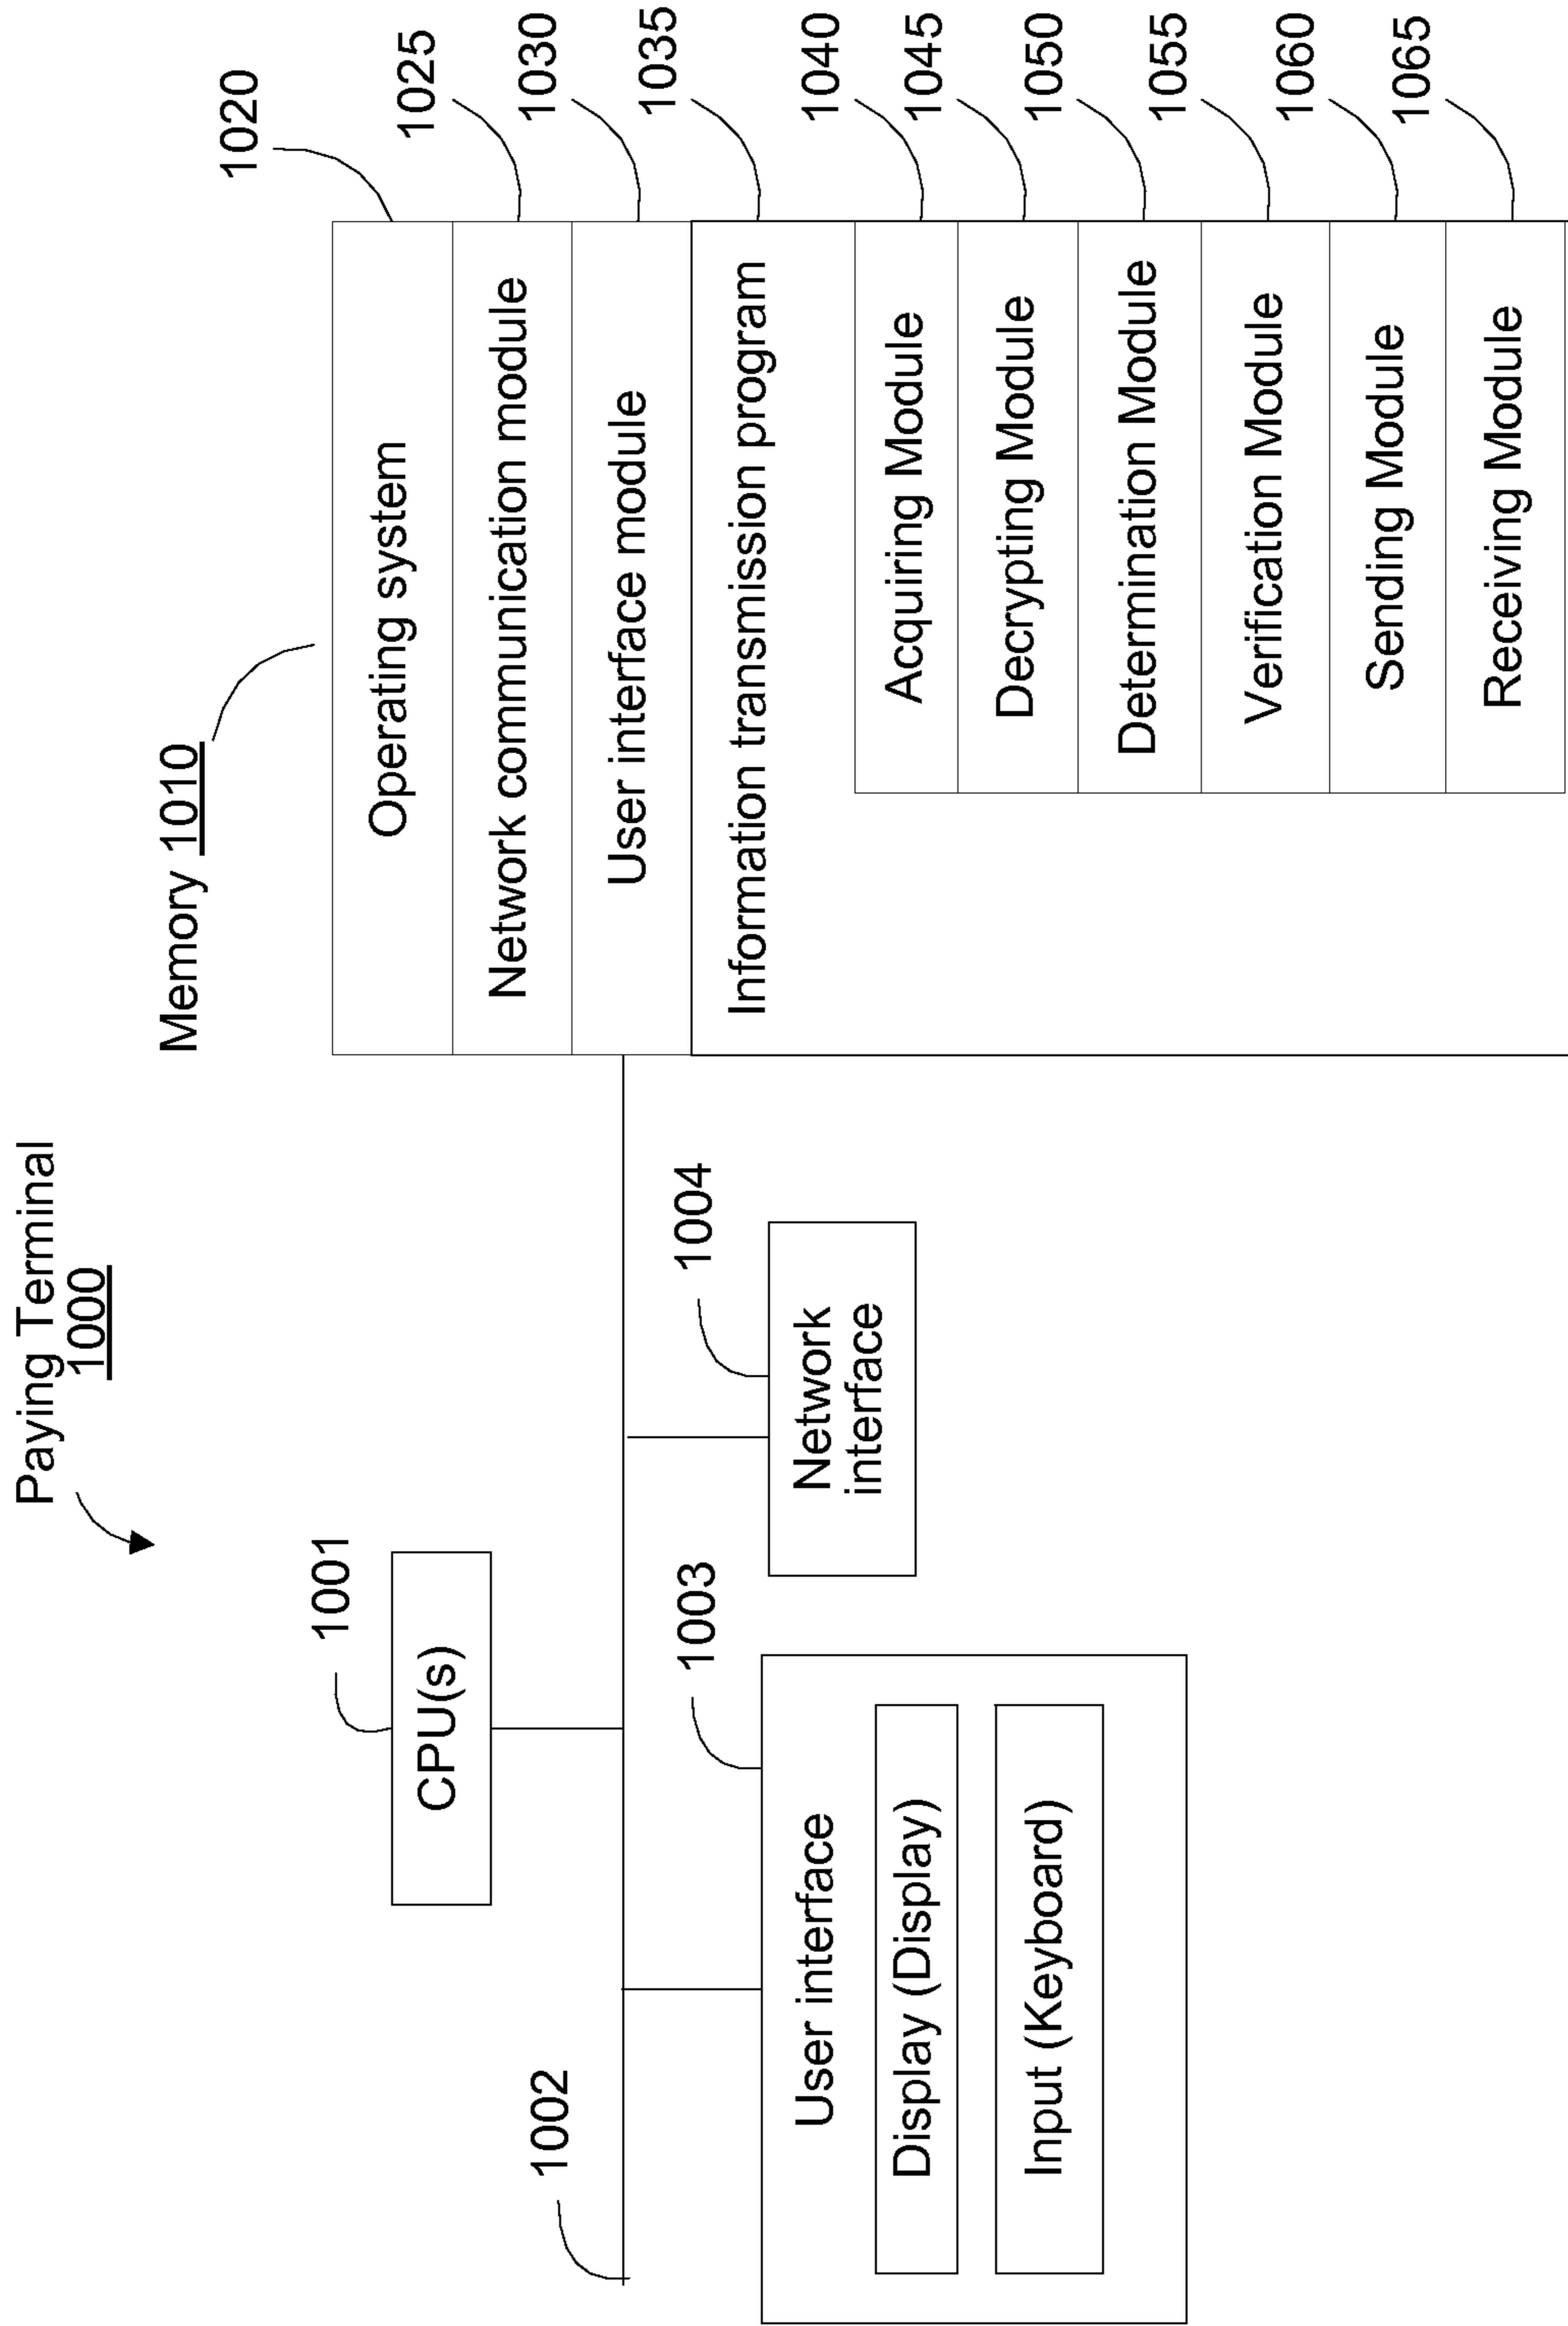 Paying Terminal
1000
Memory 1010
1020
Operating system
1025
Network communication module
1030
User interface module
1035
Information transmission program
1040
Acquiring Module
1045
Decrypting Module
1050
Determination Module
1055
Verification Module
1060
Sending Module
1065
Receiving Module
1001
CPU(s)
1002
1003
User interface
Display (Display)
Input (Keyboard)
1004
Network
interface